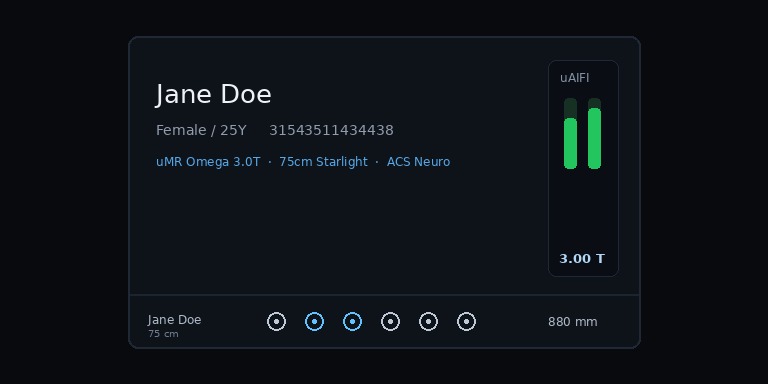 Jane Doe
Female / 25Y 31543511434438
uMR Omega 3.0T · 75cm Starlight · ACS Neuro
uAIFI
3.00 T
Jane Doe
75 cm
880 mm